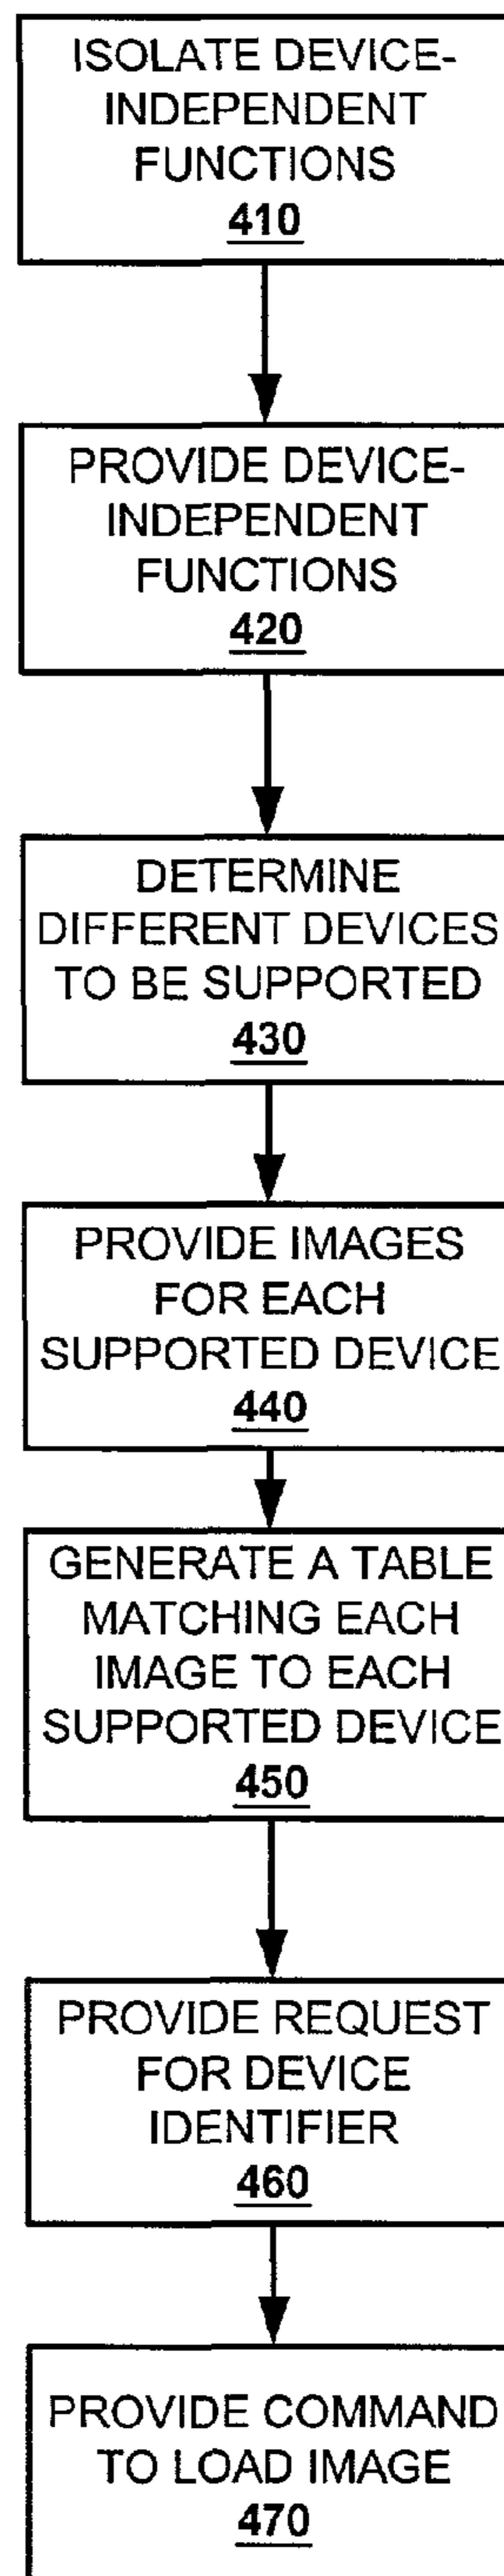 ISOLATE DEVICE-
INDEPENDENT
FUNCTIONS
410
PROVIDE DEVICE-
INDEPENDENT
FUNCTIONS
420
DETERMINE
DIFFERENT DEVICES
TO BE SUPPORTED
430
PROVIDE IMAGES
FOR EACH
SUPPORTED DEVICE
440
GENERATE A TABLE
MATCHING EACH
IMAGE TO EACH
SUPPORTED DEVICE
450
PROVIDE REQUEST
FOR DEVICE
IDENTIFIER
460
PROVIDE COMMAND
TO LOAD IMAGE
470